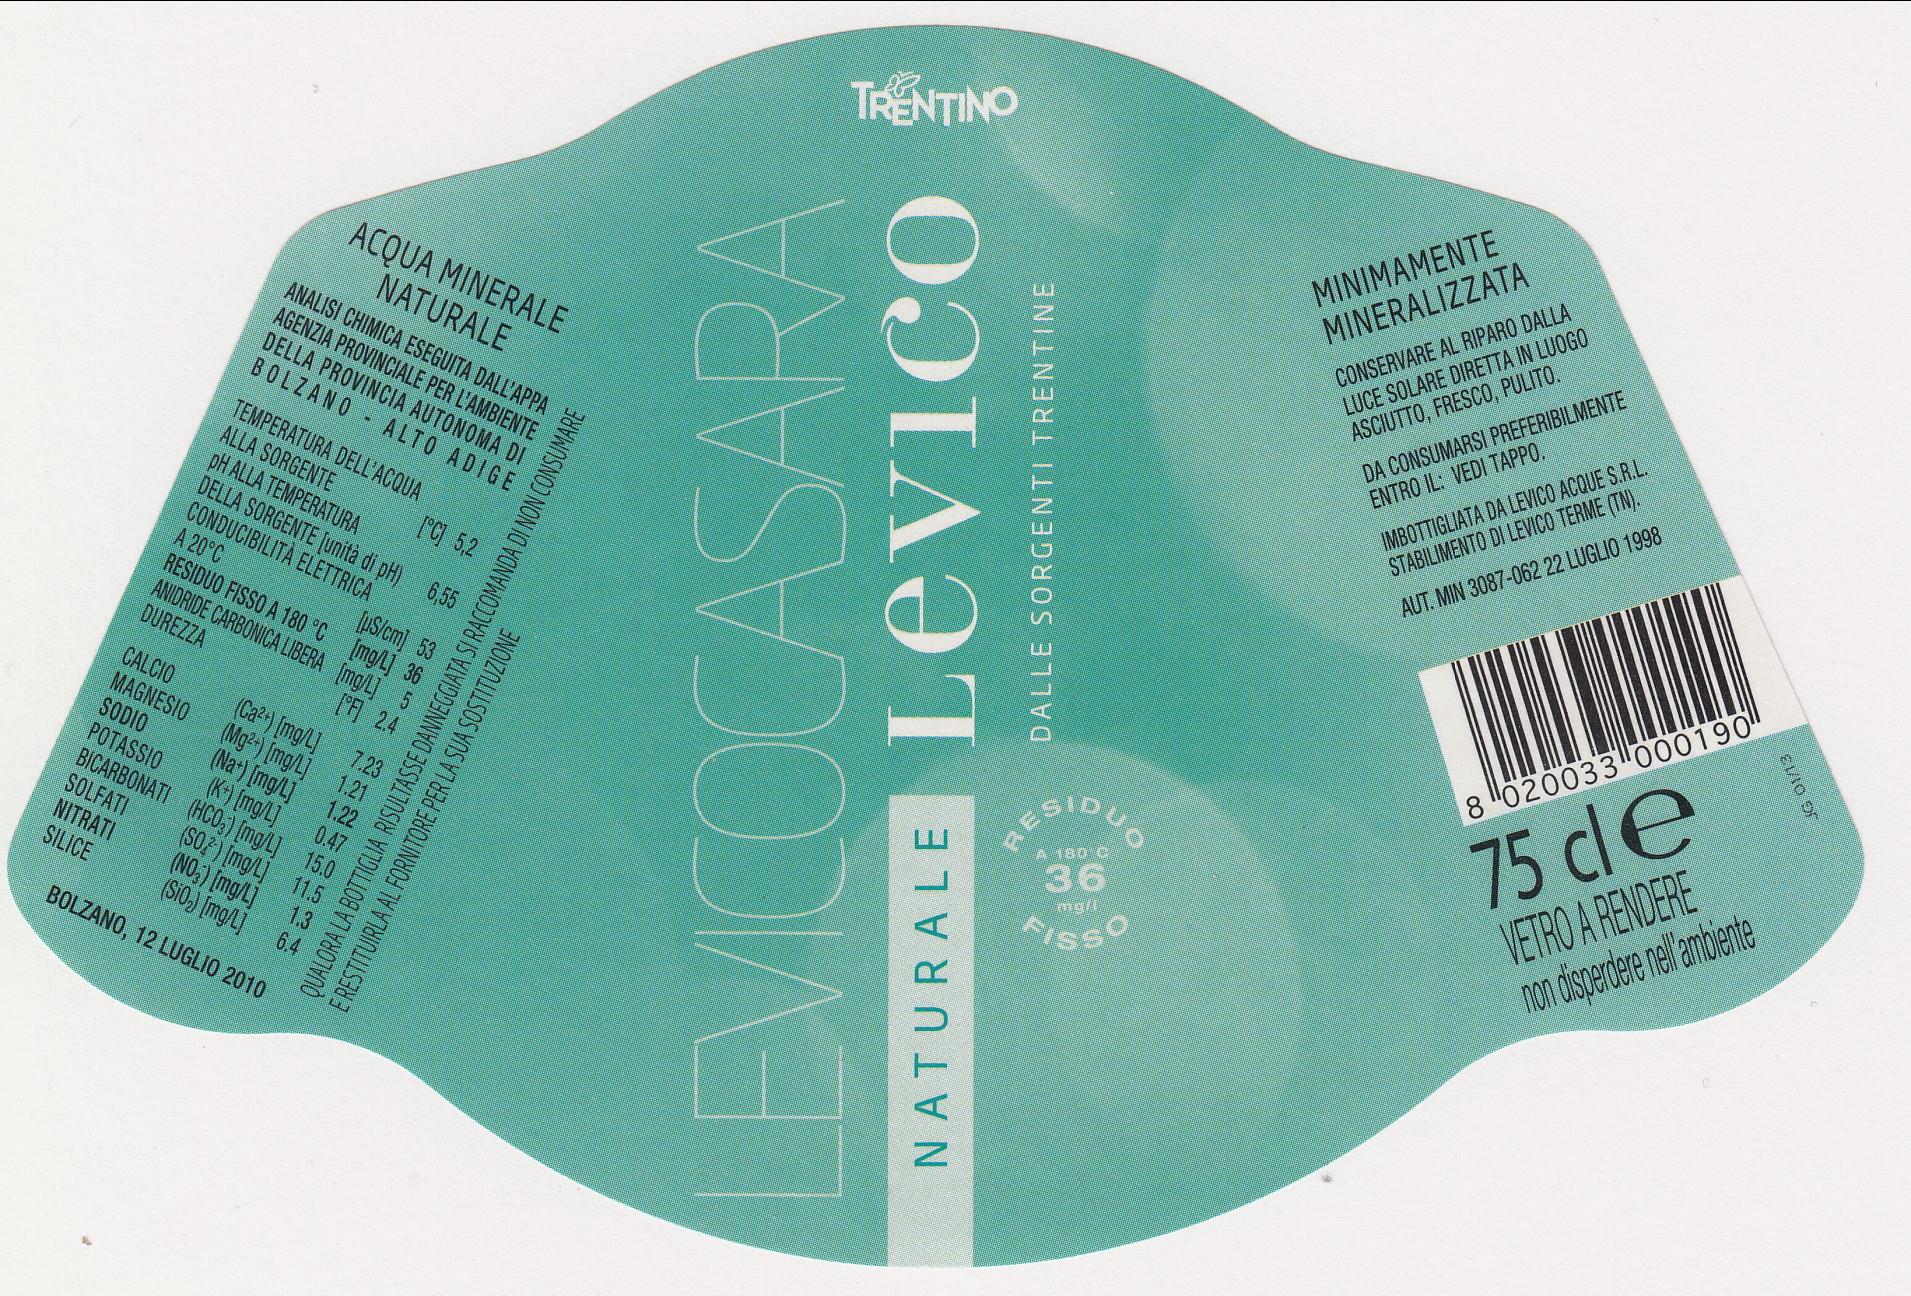 TRENTINO
ACQUA MINERALE
NATURALE
ANALISI CHIMICA ESEGUITA DALL'APPA
AGENZIA PROVINCIALE PER L'AMBIENTE
DELLA PROVINCIA AUTONOMA DI
BOLZANO - ALTO ADIGE
TEMPERATURA DELL'ACQUA
ALLA SORGENTE [°C] 5,2
pH ALLA TEMPERATURA
DELLA SORGENTE [unità di pH) 6,55
CONDUCIBILITÀ ELETTRICA
A 20°C [µS/cm] 53
RESIDUO FISSO A 180 °C [mg/L] 36
ANIDRIDE CARBONICA LIBERA [mg/L] 5
DUREZZA [°F] 2.4
CALCIO (Ca²⁺) [mg/L] 7.23
MAGNESIO (Mg²⁺) [mg/L] 1.21
SODIO (Na⁺) [mg/L] 1.22
POTASSIO (K⁺) [mg/L] 0.47
BICARBONATI (HCO₃⁻) [mg/L] 15.0
SOLFATI (SO₄²⁻) [mg/L] 11.5
NITRATI (NO₃⁻) [mg/L] 1.3
SILICE (SiO₂) [mg/L] 6.4
BOLZANO, 12 LUGLIO 2010
QUALORA LA BOTTIGLIA RISULTASSE DANNEGGIATA SI RACCOMANDA DI NON CONSUMARE
E RESTITUIRLA AL FORNITORE PER LA SUA SOSTITUZIONE
LEVICOCASARA
Levico
NATURALE
DALLE SORGENTI TRENTINE
RESIDUO
A 180°C
36
mg/l
FISSO
MINIMAMENTE
MINERALIZZATA
CONSERVARE AL RIPARO DALLA
LUCE SOLARE DIRETTA IN LUOGO
ASCIUTTO, FRESCO, PULITO.
DA CONSUMARSI PREFERIBILMENTE
ENTRO IL: VEDI TAPPO.
IMBOTTIGLIATA DA LEVICO ACQUE S.R.L.
STABILIMENTO DI LEVICO TERME (TN).
AUT. MIN 3087-062 22 LUGLIO 1998
8 020033 000190
75 cl e
VETRO A RENDERE
non disperdere nell'ambiente